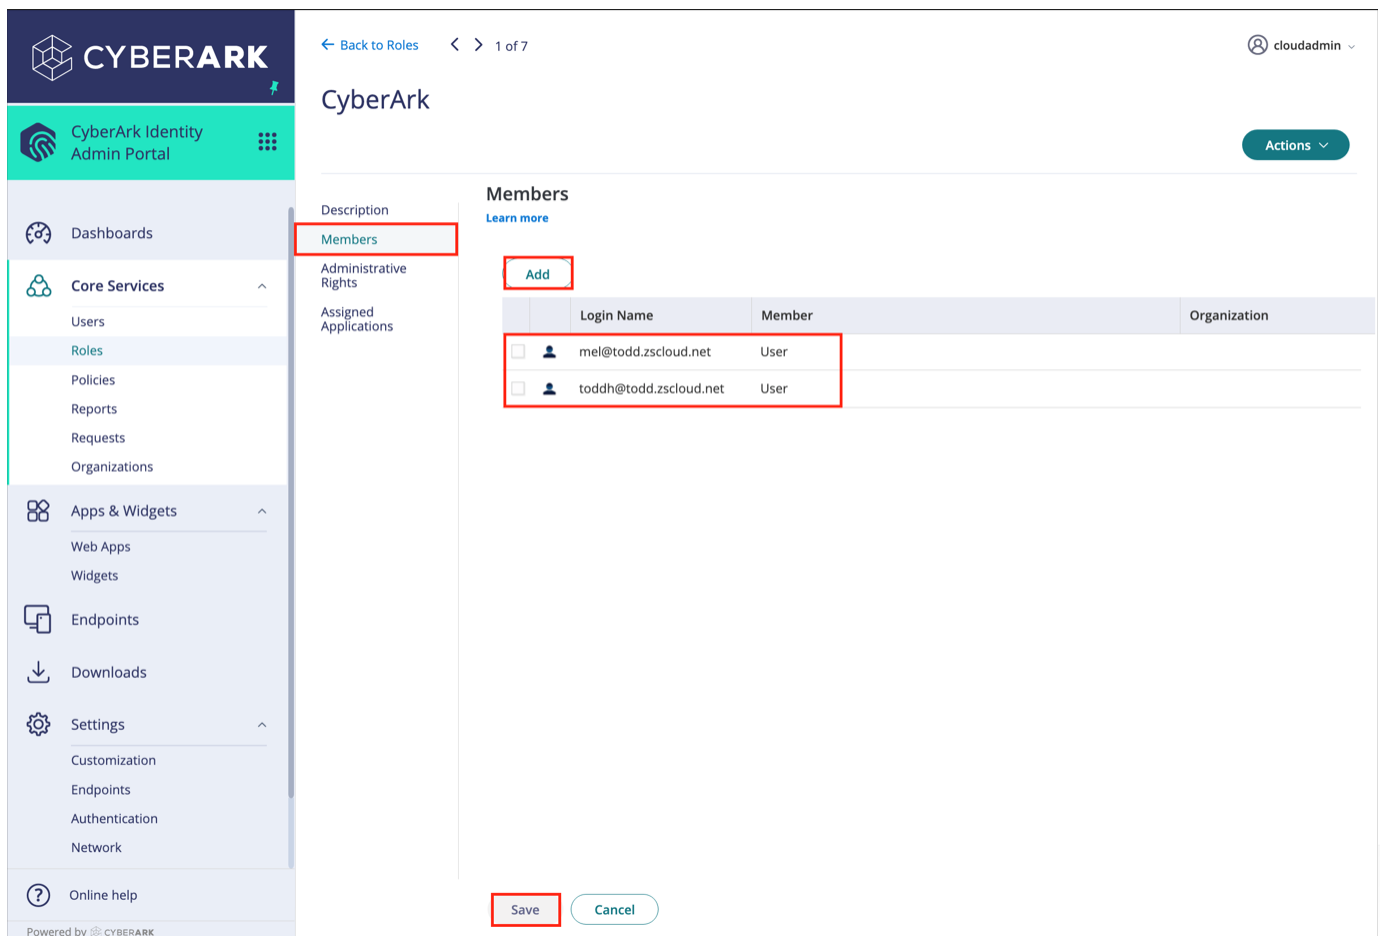 CYBERARK
CyberArk Identity
Admin Portal
Dashboards
Core Services
Users
Roles
Policies
Reports
Requests
Organizations
Apps & Widgets
Web Apps
Widgets
Endpoints
Downloads
Settings
Customization
Endpoints
Authentication
Network
Online help
Powered by CYBERARK
Back to Roles
1 of 7
cloudadmin
CyberArk
Actions
Description
Members
Administrative
Rights
Assigned
Applications
Members
Learn more
Add
Login Name Member Organization
mel@todd.zscloud.net User
toddh@todd.zscloud.net User
Save Cancel